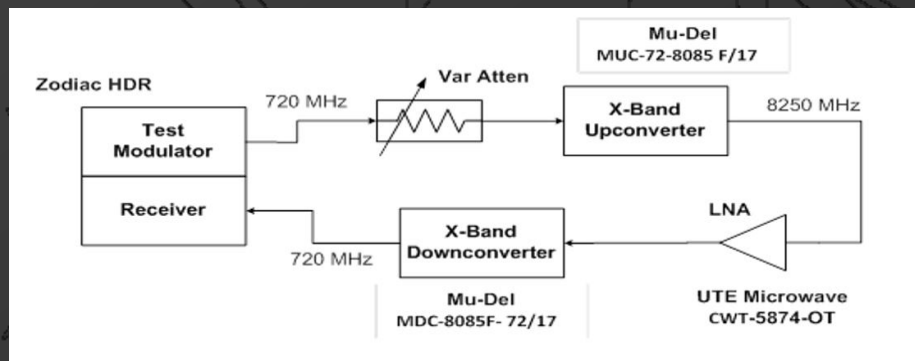 Mu-Del
MUC-72-8085 F/17
Zodiac HDR
Var Atten
720 MHz
8250 MHz
Test
Modulator
X-Band
Upconverter
Receiver
LNA
X-Band
Downconverter
720 MHz
Mu-Del
MDC-8085F- 72/17
UTE Microwave
CWT-5874-OT